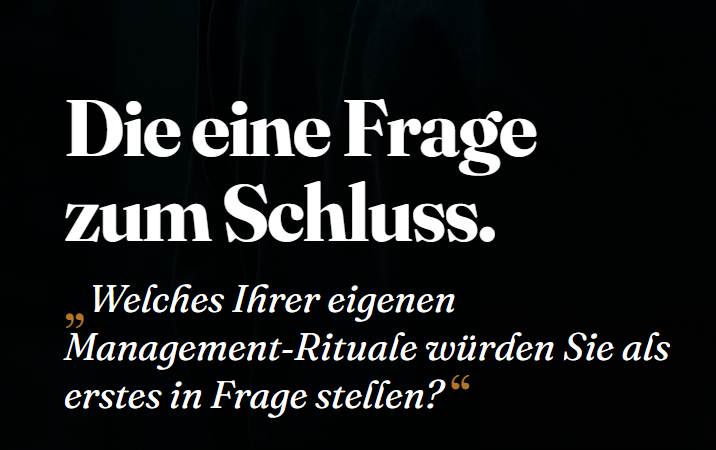 Die eine Frage
zum Schluss.
„Welches Ihrer eigenen
Management-Rituale würden Sie als
erstes in Frage stellen?“